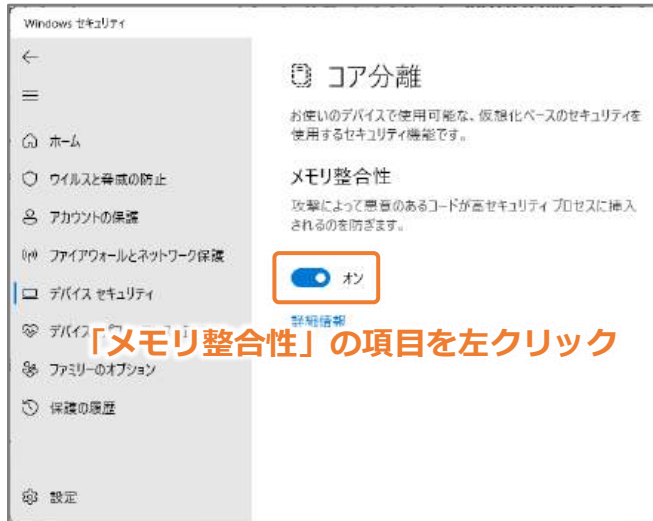 Windows セキュリティ
コア分離
お使いのデバイスで使用可能な、仮想化ベースのセキュリティを
使用するセキュリティ機能です。
メモリ整合性
攻撃によって悪意のあるコードが高セキュリティ プロセスに挿入
されるのを防ぎます。
オン
詳細情報
ホーム
ウイルスと脅威の防止
アカウントの保護
ファイアウォールとネットワーク保護
デバイス セキュリティ
「メモリ整合性」の項目を左クリック
ファミリーのオプション
保護の履歴
設定